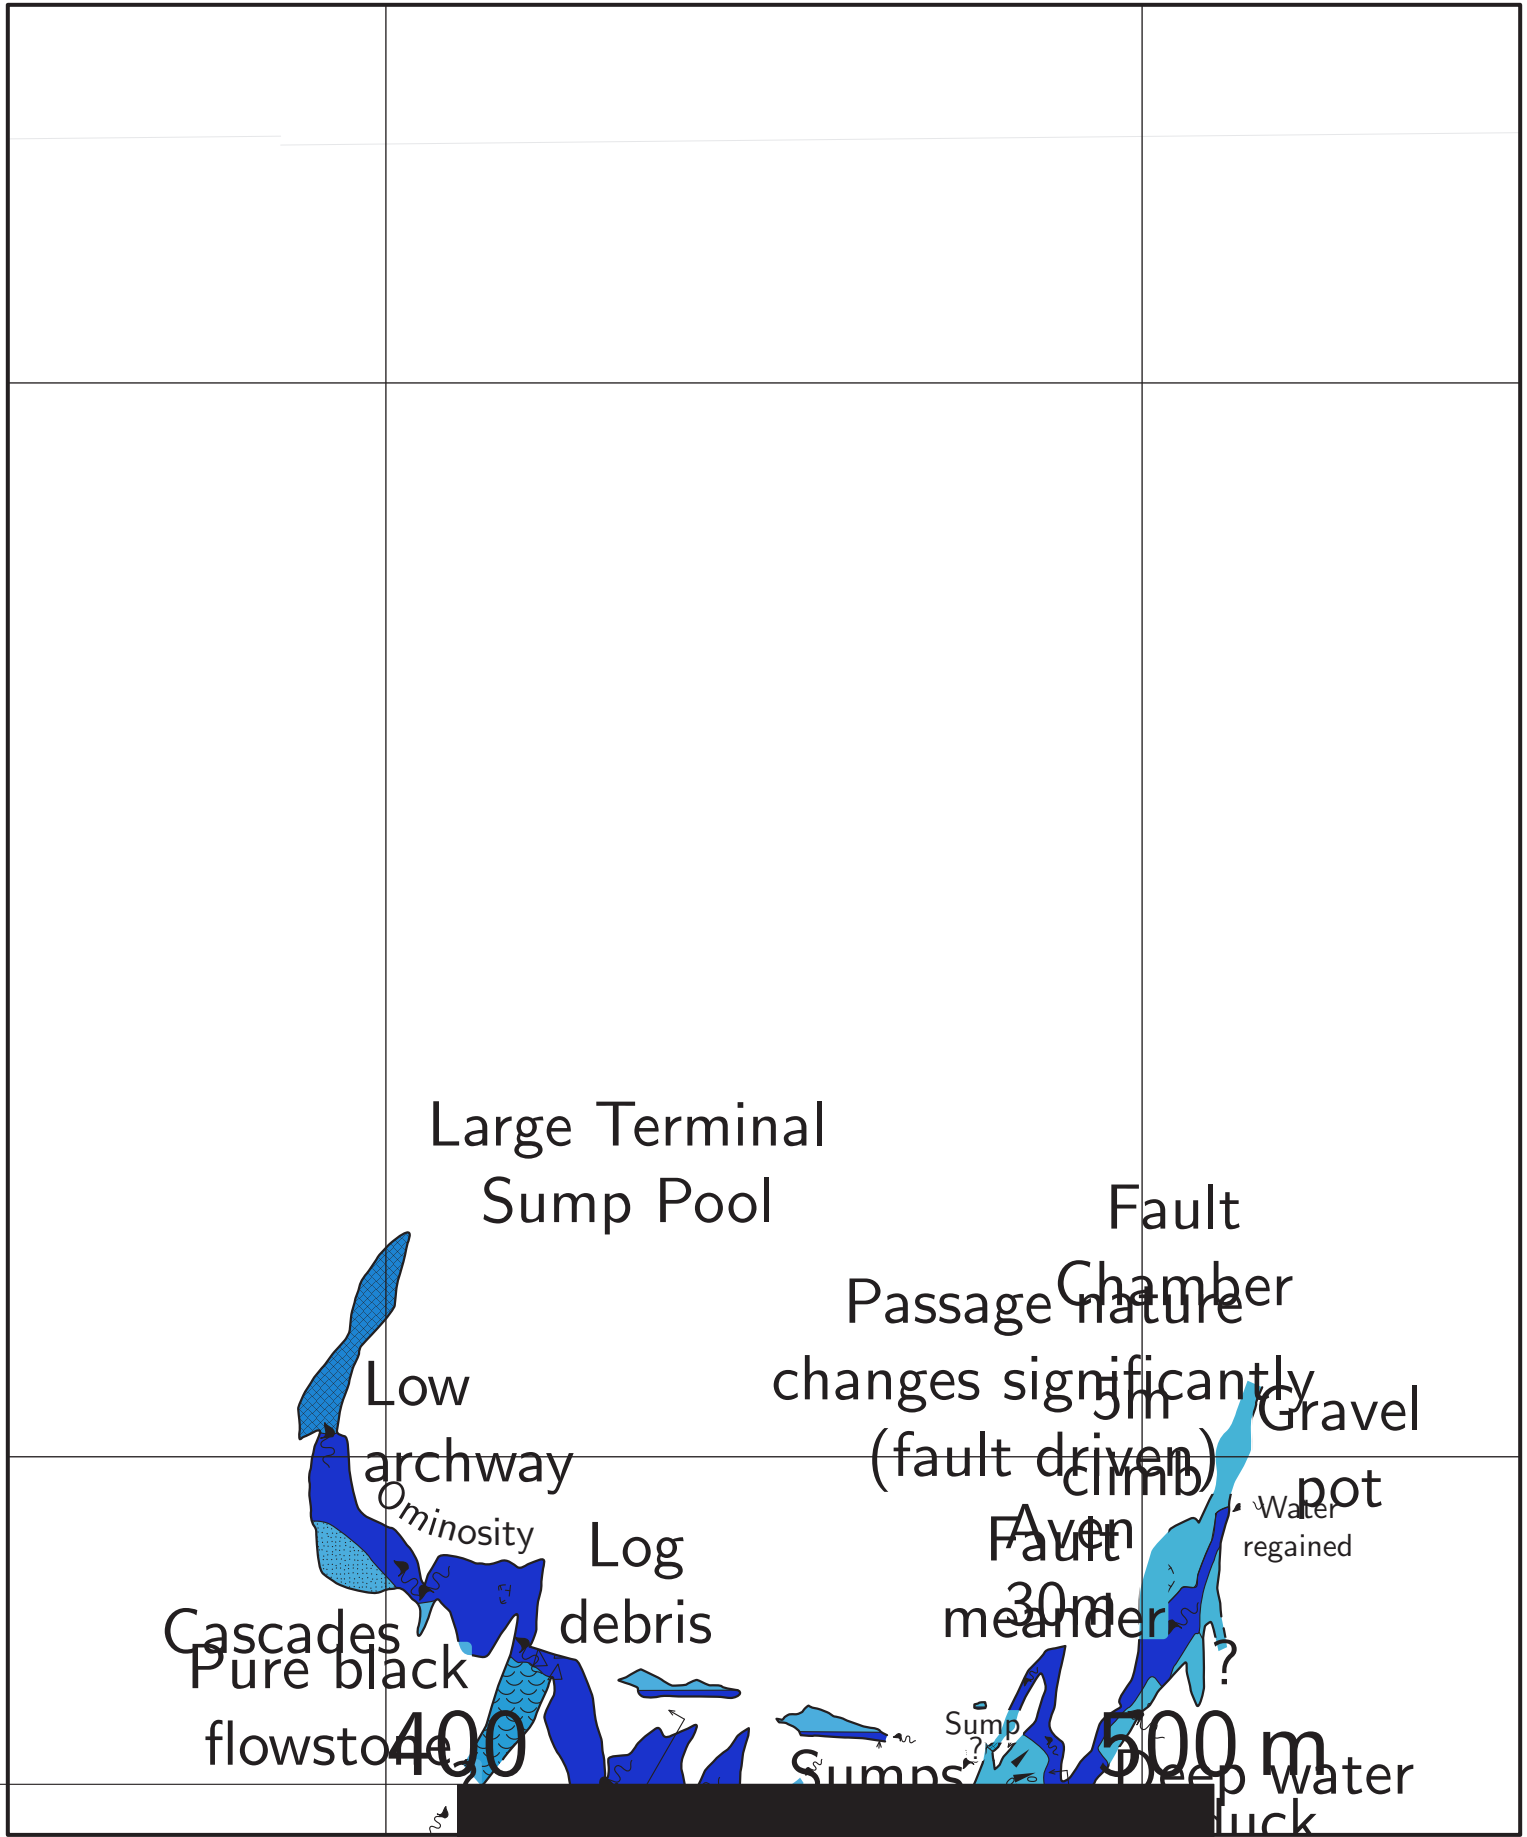 Large Terminal
Sump Pool
Fault
Chamber
Passage nature
changes significantly
(fault driven)
5m
climb
Gravel
pot
Low
archway
Ominosity
Water
regained
Log
debris
Aven
30m
Fault
meander
Cascades
Pure black
flowstone
?
?
Sump
?
400
500 m
Sumps
Deep water
duck